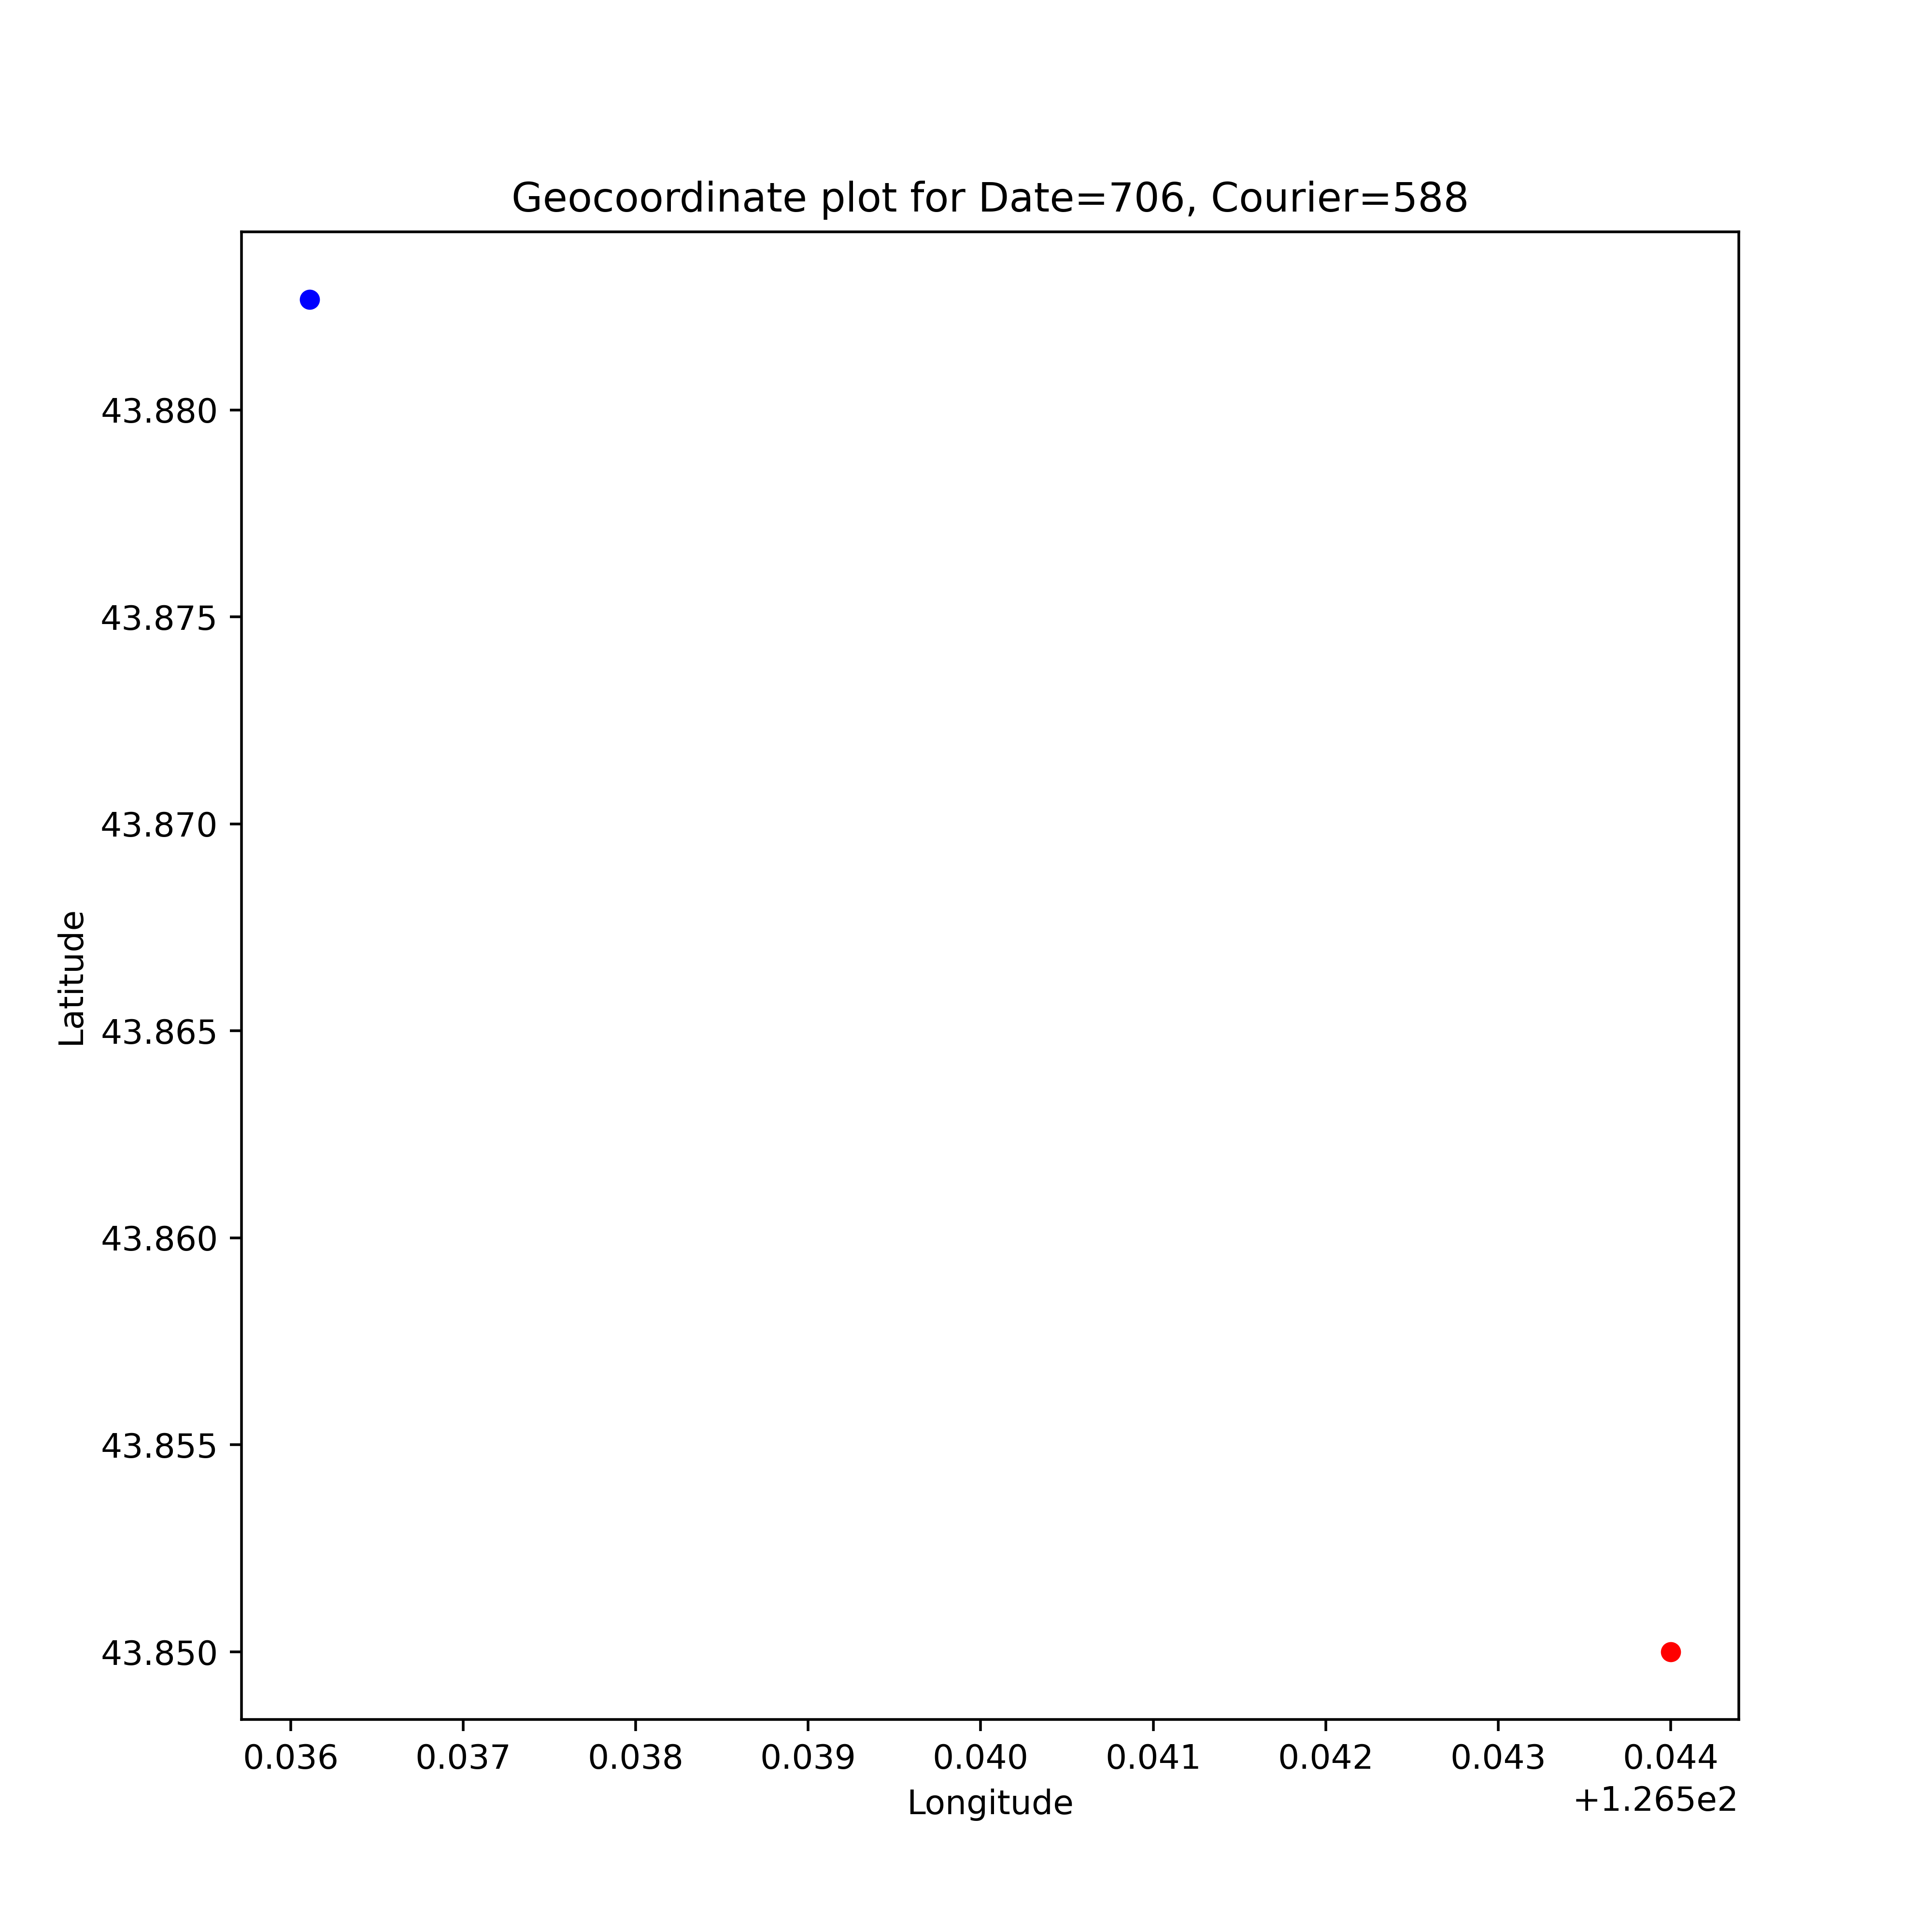 Geocoordinate plot for Date=706, Courier=588
43.880
43.875
43.870
43.865
43.860
43.855
43.850
Latitude
0.036 0.037 0.038 0.039 0.040 0.041 0.042 0.043 0.044
+1.265e2
Longitude